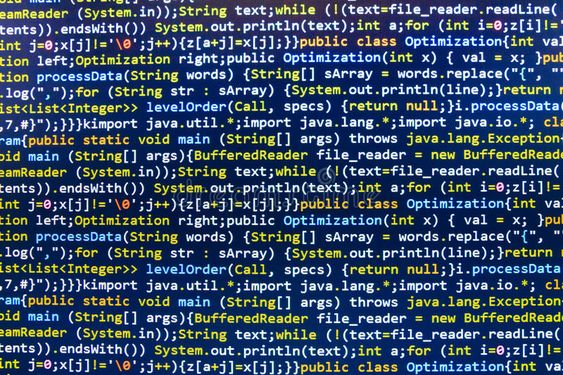 eamReader (System.in));String text;while (!(text=file_reader.readLine(
tents)).endsWith()) System.out.println(text);int a;for (int i=0;z[i]!='
int j=0;x[j]!='\0';j++){z[a+j]=x[j];}}public class Optimization{int val
tion left;Optimization right;public Optimization(int x) { val = x; }pub
tion processData(String words) {String[] sArray = words.replace("{", ""
.log(",");for (String str : sArray) {System.out.println(line);}return n
ist<List<Integer>> levelOrder(Call, specs) {return null;}i.processData(
,7,#}");}}}kimport java.util.*;import java.lang.*;import java.io.*; cla
ram{public static void main (String[] args) throws java.lang.Exception{
oid main (String[] args){BufferedReader file_reader = new BufferedReade
eamReader (System.in));String text;while (!(text=file_reader.readLine(
tents)).endsWith()) System.out.println(text);int a;for (int i=0;z[i]!='
int j=0;x[j]!='\0';j++){z[a+j]=x[j];}}public class Optimization{int val
tion left;Optimization right;public Optimization(int x) { val = x; }pub
tion processData(String words) {String[] sArray = words.replace("{", ""
.log(",");for (String str : sArray) {System.out.println(line);}return n
ist<List<Integer>> levelOrder(Call, specs) {return null;}i.processData(
,7,#}");}}}kimport java.util.*;import java.lang.*;import java.io.*; cla
ram{public static void main (String[] args) throws java.lang.Exception{
oid main (String[] args){BufferedReader file_reader = new BufferedReade
eamReader (System.in));String text;while (!(text=file_reader.readLine(
tents)).endsWith()) System.out.println(text);int a;for (int i=0;z[i]!='
int j=0;x[j]!='\0';j++){z[a+j]=x[j];}}public class Optimization{int val